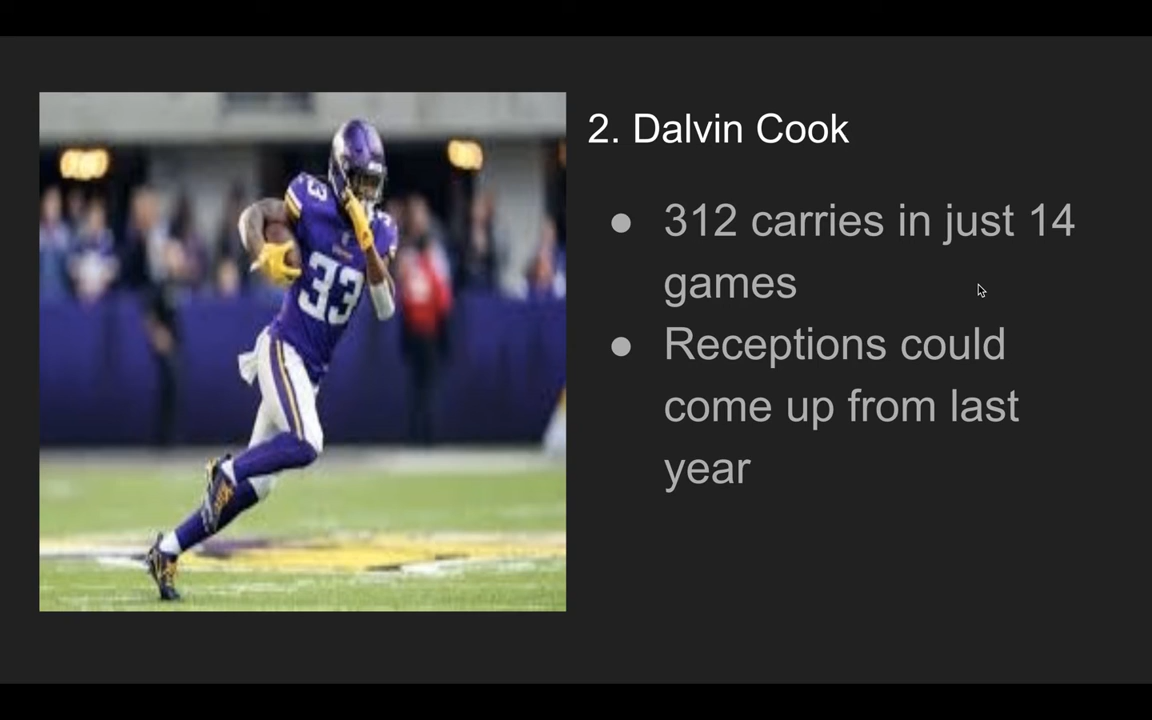 2. Dalvin Cook
● 312 carries in just 14
games
● Receptions could
come up from last
year
33